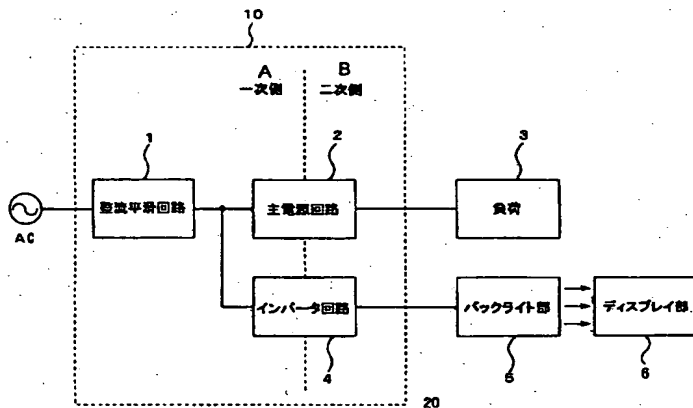 10
A
一次側
B
二次側
1
2
3
整流平滑回路
主電源回路
負荷
AC
インバータ回路
バックライト部
ディスプレイ部
4
5
6
20